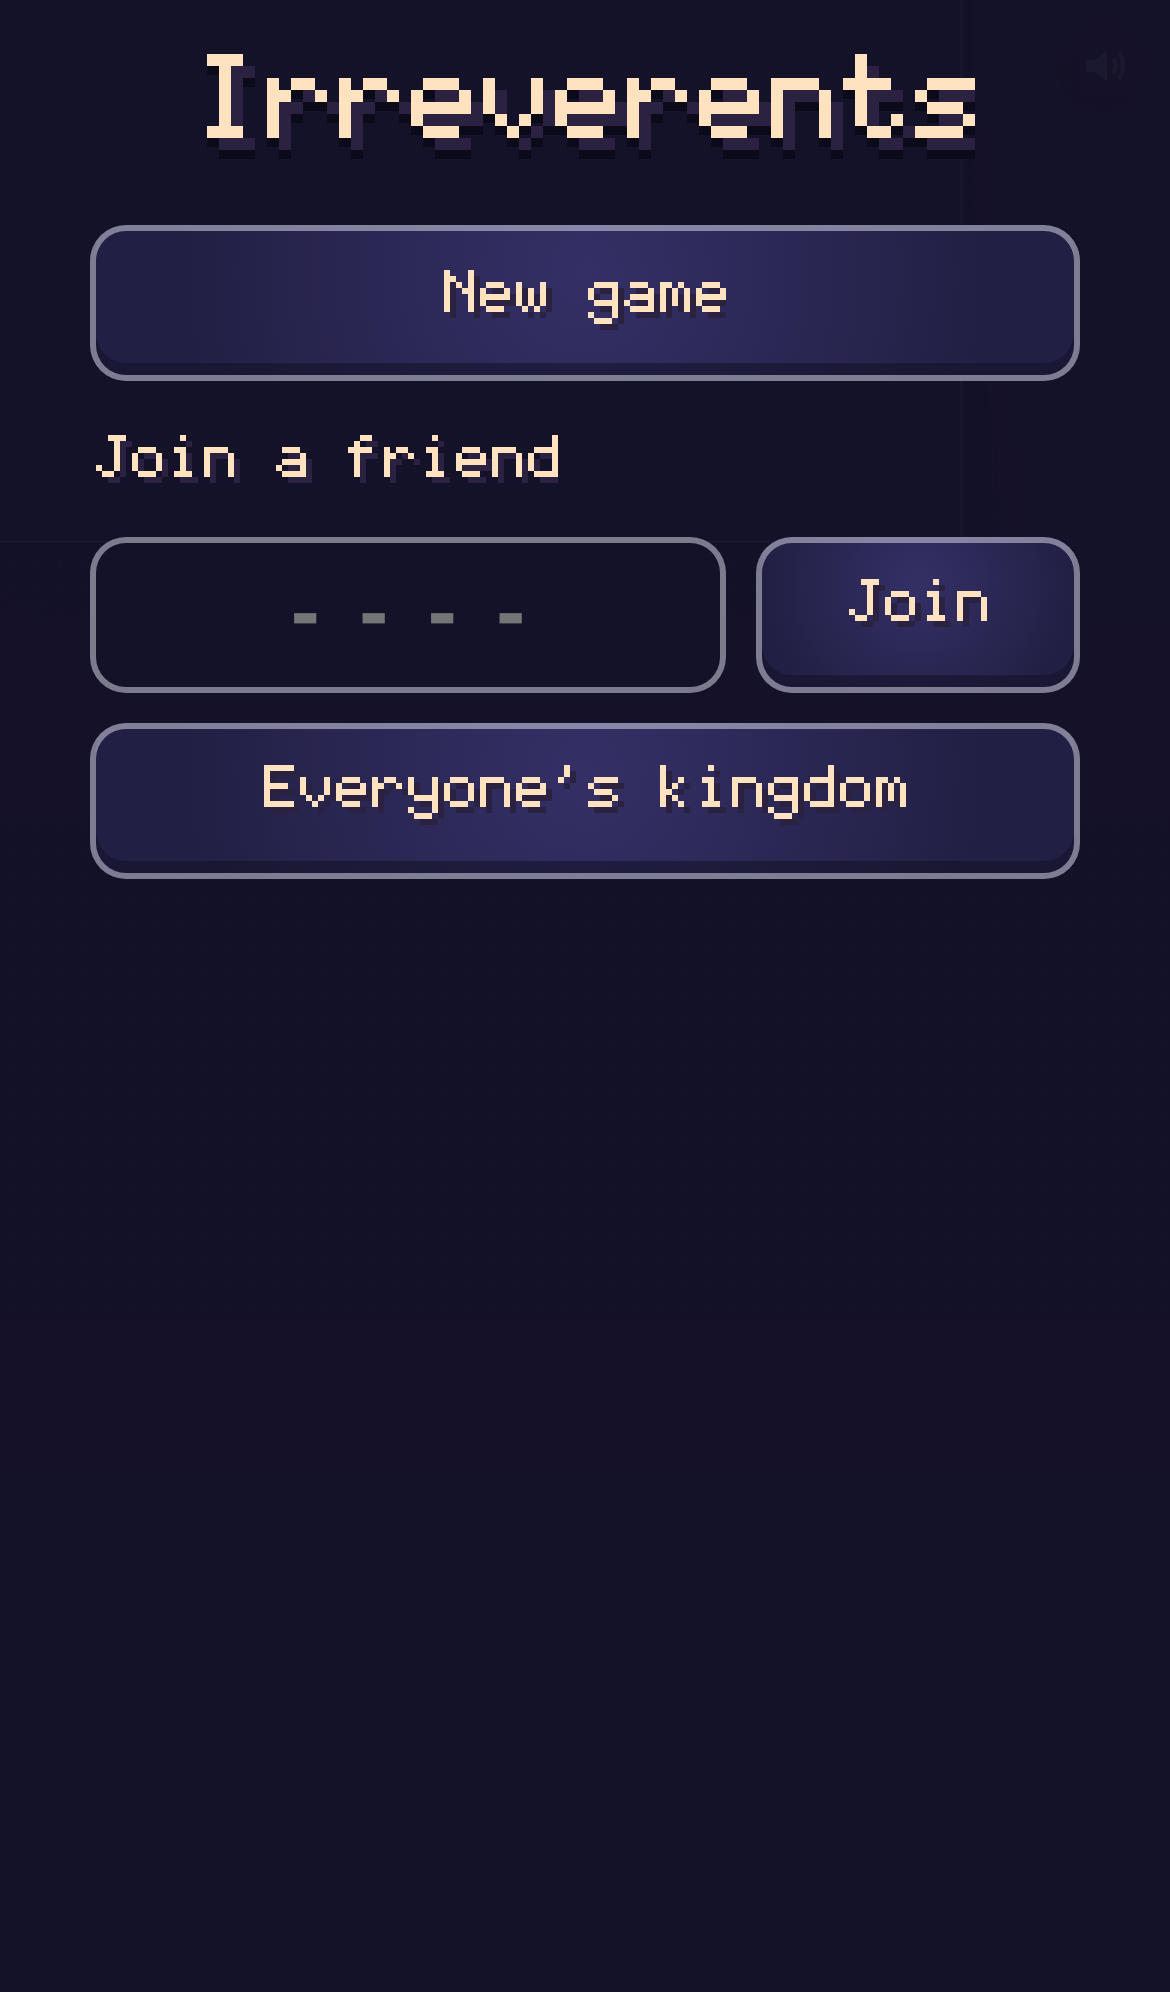 Irreverents
New game
Join a friend
- - - -
Join
Everyone's kingdom